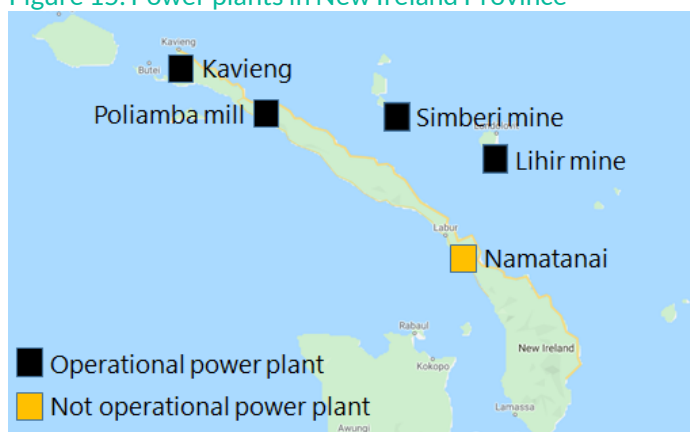 Figure 13: Power plants in New Ireland Province
Kavieng
Butei
Kavieng
Poliamba mill
Simberi mine
Lihir mine
Labur
Namatanai
Rabaul
Kokopo
New Ireland
Lamassa
Awungi
Operational power plant
Not operational power plant